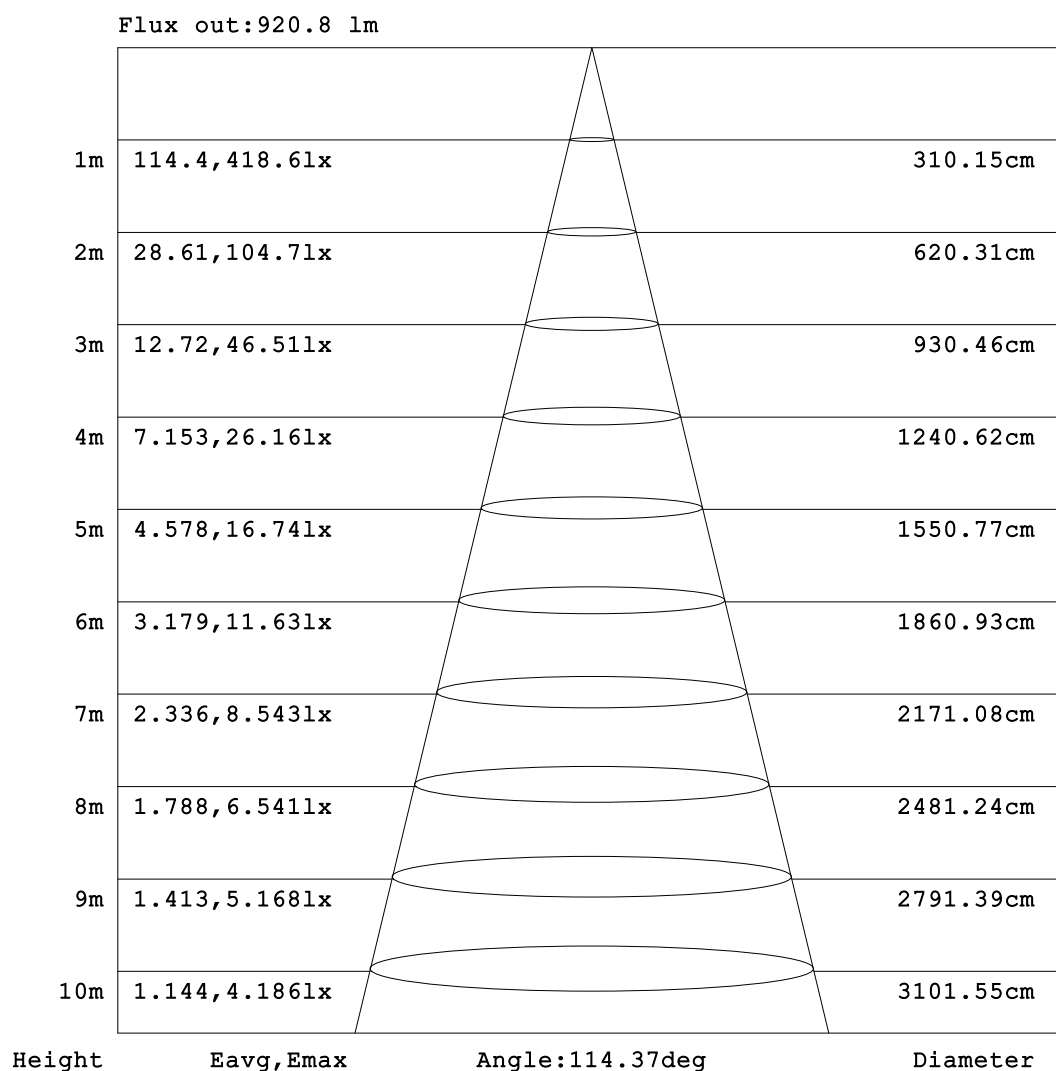 Flux out:920.8 lm
1m 114.4,418.6lx 310.15cm
2m 28.61,104.7lx 620.31cm
3m 12.72,46.51lx 930.46cm
4m 7.153,26.16lx 1240.62cm
5m 4.578,16.74lx 1550.77cm
6m 3.179,11.63lx 1860.93cm
7m 2.336,8.543lx 2171.08cm
8m 1.788,6.541lx 2481.24cm
9m 1.413,5.168lx 2791.39cm
10m 1.144,4.186lx 3101.55cm
Height Eavg,Emax Angle:114.37deg Diameter